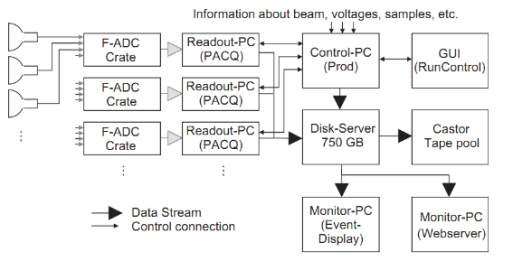 Information about beam, voltages, samples, etc.
F-ADC
Crate
Readout-PC
(PACQ)
Control-PC
(Prod)
GUI
(RunControl)
F-ADC
Crate
Readout-PC
(PACQ)
F-ADC
Crate
Readout-PC
(PACQ)
Disk-Server
750 GB
Castor
Tape pool
Monitor-PC
(Event-
Display)
Monitor-PC
(Webserver)
Data Stream
Control connection